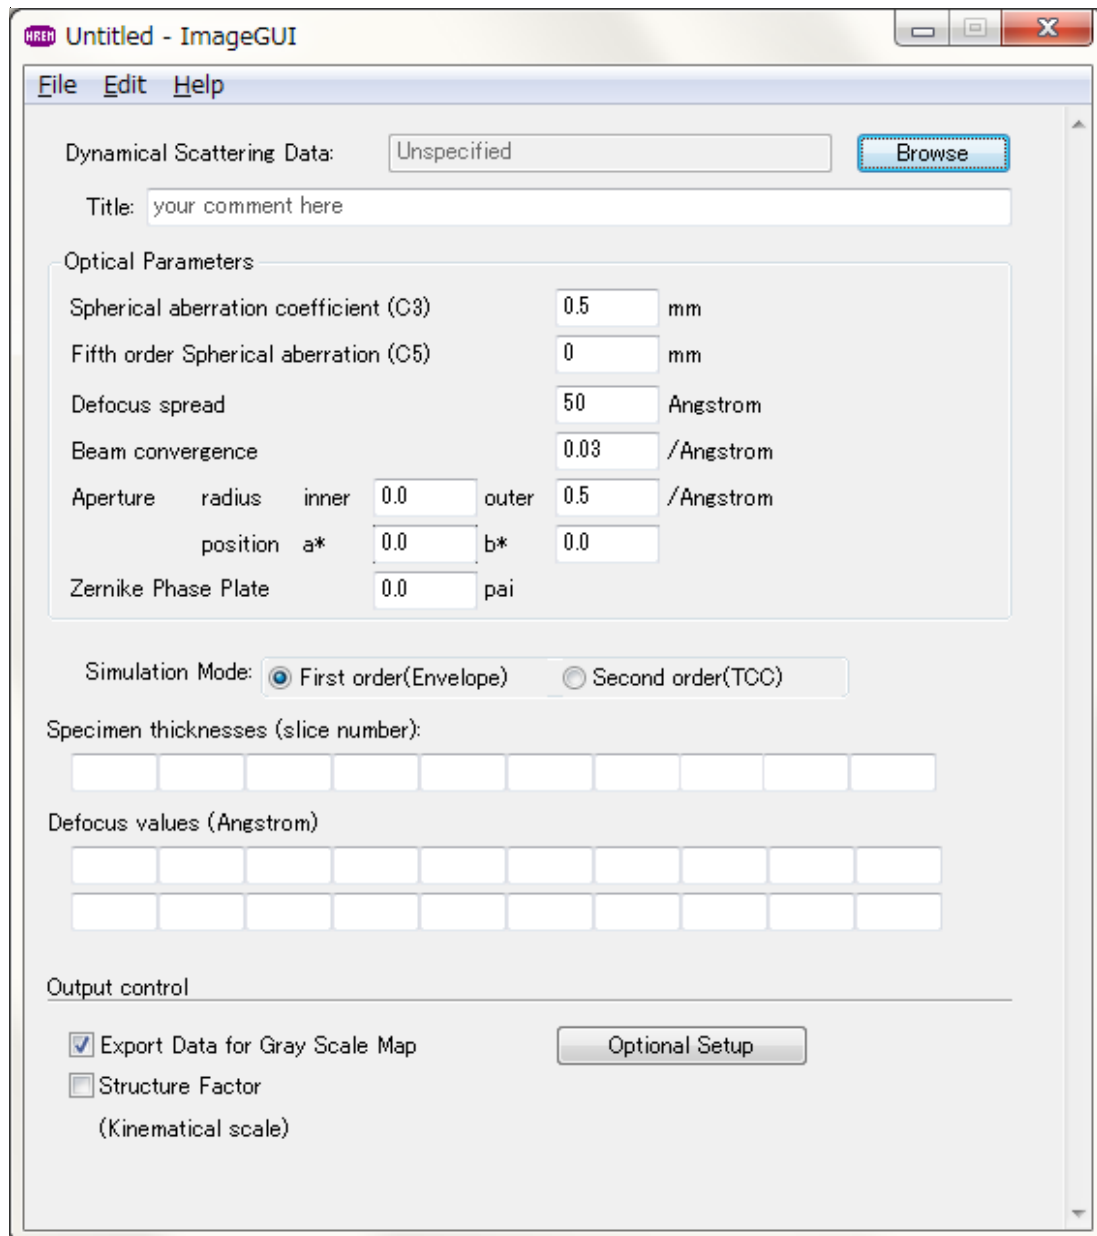 HREM Untitled - ImageGUI
File Edit Help
Dynamical Scattering Data: Unspecified Browse
Title: your comment here
Optical Parameters
Spherical aberration coefficient (C3) 0.5 mm
Fifth order Spherical aberration (C5) 0 mm
Defocus spread 50 Angstrom
Beam convergence 0.03 /Angstrom
Aperture radius inner 0.0 outer 0.5 /Angstrom
position a* 0.0 b* 0.0
Zernike Phase Plate 0.0 pai
Simulation Mode: First order(Envelope) Second order(TCC)
Specimen thicknesses (slice number):
Defocus values (Angstrom)
Output control
Export Data for Gray Scale Map Optional Setup
Structure Factor
(Kinematical scale)